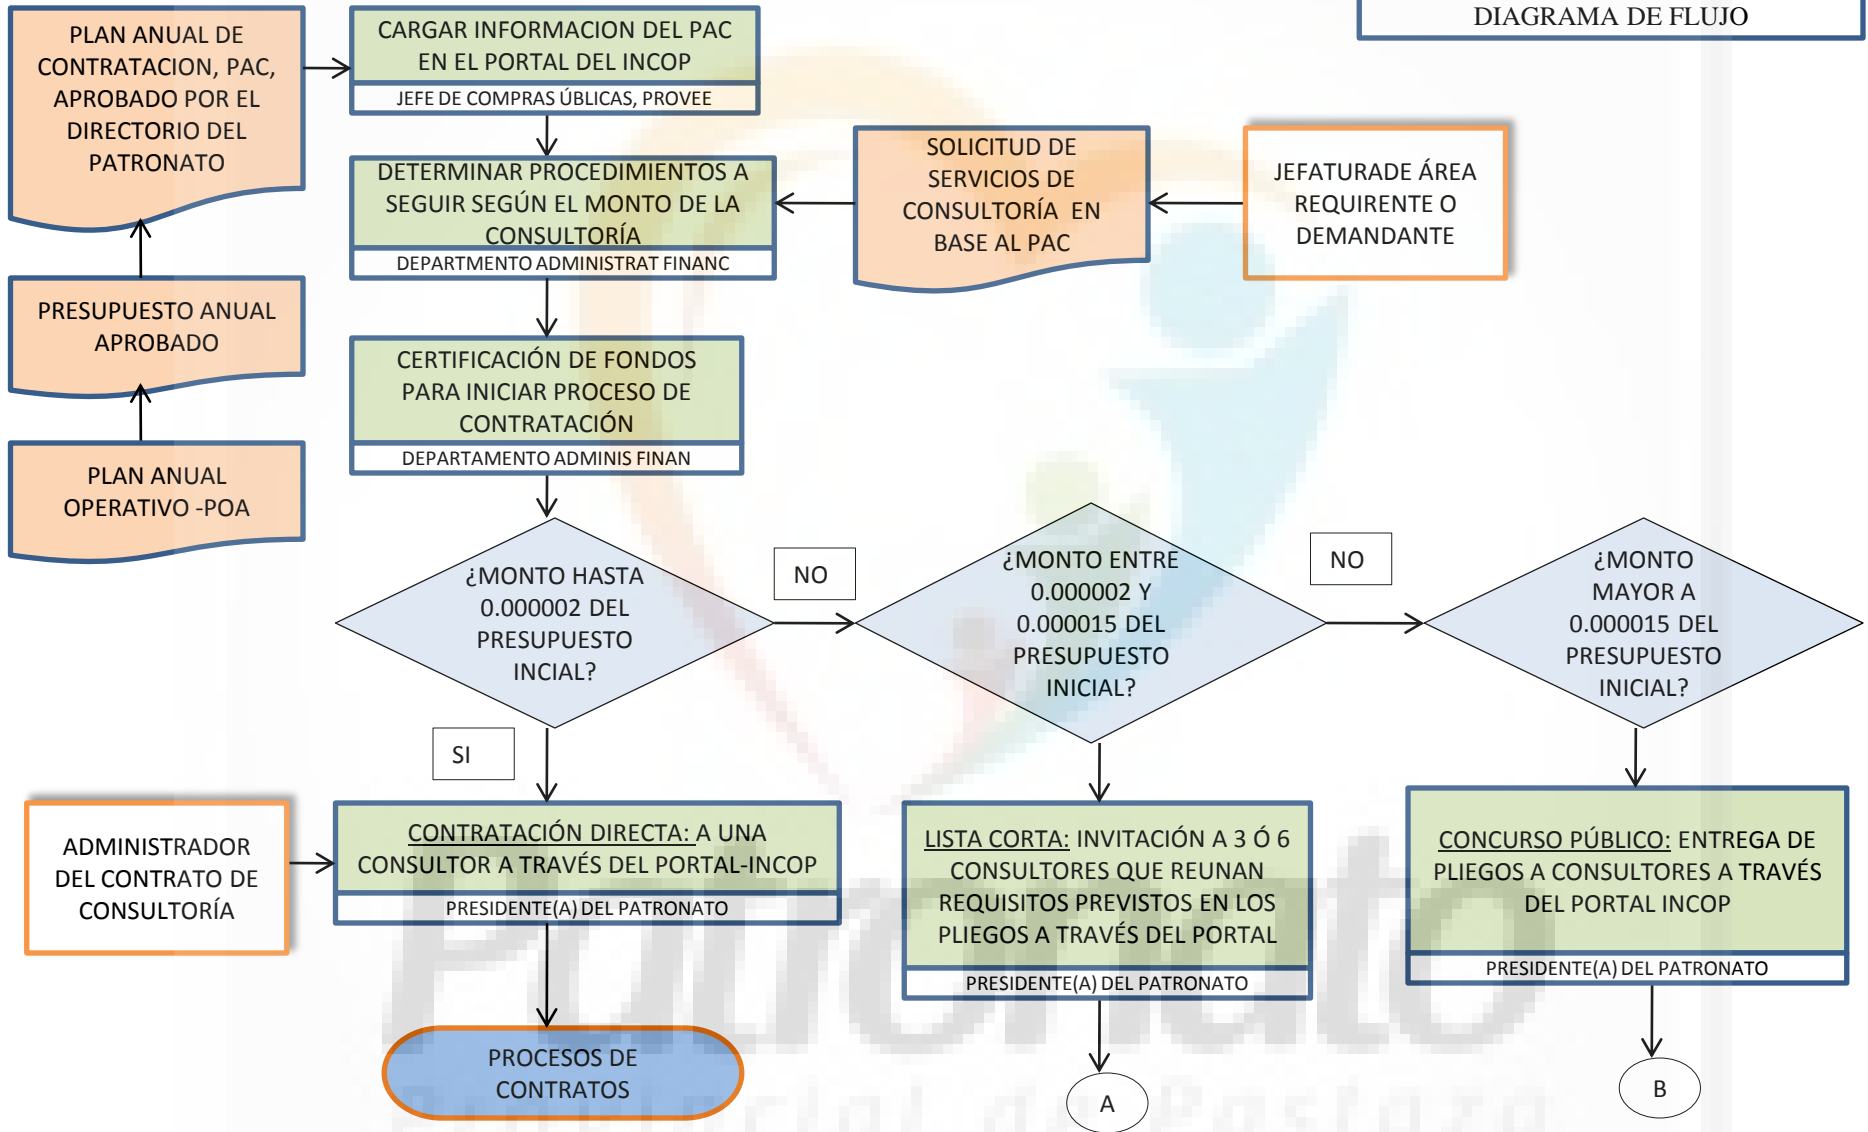 DIAGRAMA DE FLUJO
PLAN ANUAL DE
CONTRATACION, PAC,
APROBADO POR EL
DIRECTORIO DEL
PATRONATO
CARGAR INFORMACION DEL PAC
EN EL PORTAL DEL INCOP
JEFE DE COMPRAS ÚBLICAS, PROVEE
DETERMINAR PROCEDIMIENTOS A
SEGUIR SEGÚN EL MONTO DE LA
CONSULTORÍA
DEPARTMENTO ADMINISTRAT FINANC
SOLICITUD DE
SERVICIOS DE
CONSULTORÍA EN
BASE AL PAC
JEFATURADE ÁREA
REQUIRENTE O
DEMANDANTE
PRESUPUESTO ANUAL
APROBADO
CERTIFICACIÓN DE FONDOS
PARA INICIAR PROCESO DE
CONTRATACIÓN
DEPARTAMENTO ADMINIS FINAN
PLAN ANUAL
OPERATIVO -POA
¿MONTO HASTA
0.000002 DEL
PRESUPUESTO
INCIAL?
NO
¿MONTO ENTRE
0.000002 Y
0.000015 DEL
PRESUPUESTO
INICIAL?
NO
¿MONTO
MAYOR A
0.000015 DEL
PRESUPUESTO
INICIAL?
SI
ADMINISTRADOR
DEL CONTRATO DE
CONSULTORÍA
CONTRATACIÓN DIRECTA: A UNA
CONSULTOR A TRAVÉS DEL PORTAL-INCOP
PRESIDENTE(A) DEL PATRONATO
LISTA CORTA: INVITACIÓN A 3 Ó 6
CONSULTORES QUE REUNAN
REQUISITOS PREVISTOS EN LOS
PLIEGOS A TRAVÉS DEL PORTAL
PRESIDENTE(A) DEL PATRONATO
CONCURSO PÚBLICO: ENTREGA DE
PLIEGOS A CONSULTORES A TRAVÉS
DEL PORTAL INCOP
PRESIDENTE(A) DEL PATRONATO
PROCESOS DE
CONTRATOS
A
B
Patronato
Provincial de Pastaza